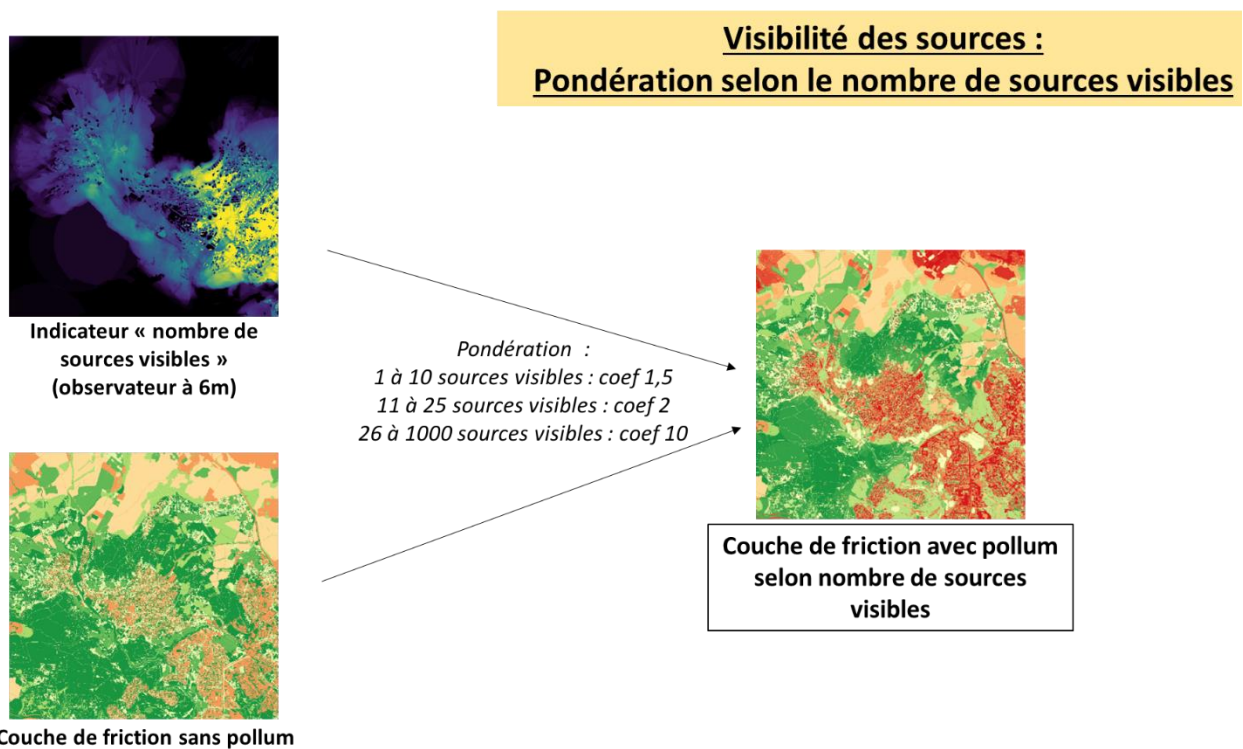 Visibilité des sources :
Pondération selon le nombre de sources visibles
Indicateur « nombre de
sources visibles »
(observateur à 6m)
Pondération :
1 à 10 sources visibles : coef 1,5
11 à 25 sources visibles : coef 2
26 à 1000 sources visibles : coef 10
Couche de friction avec pollum
selon nombre de sources
visibles
Couche de friction sans pollum